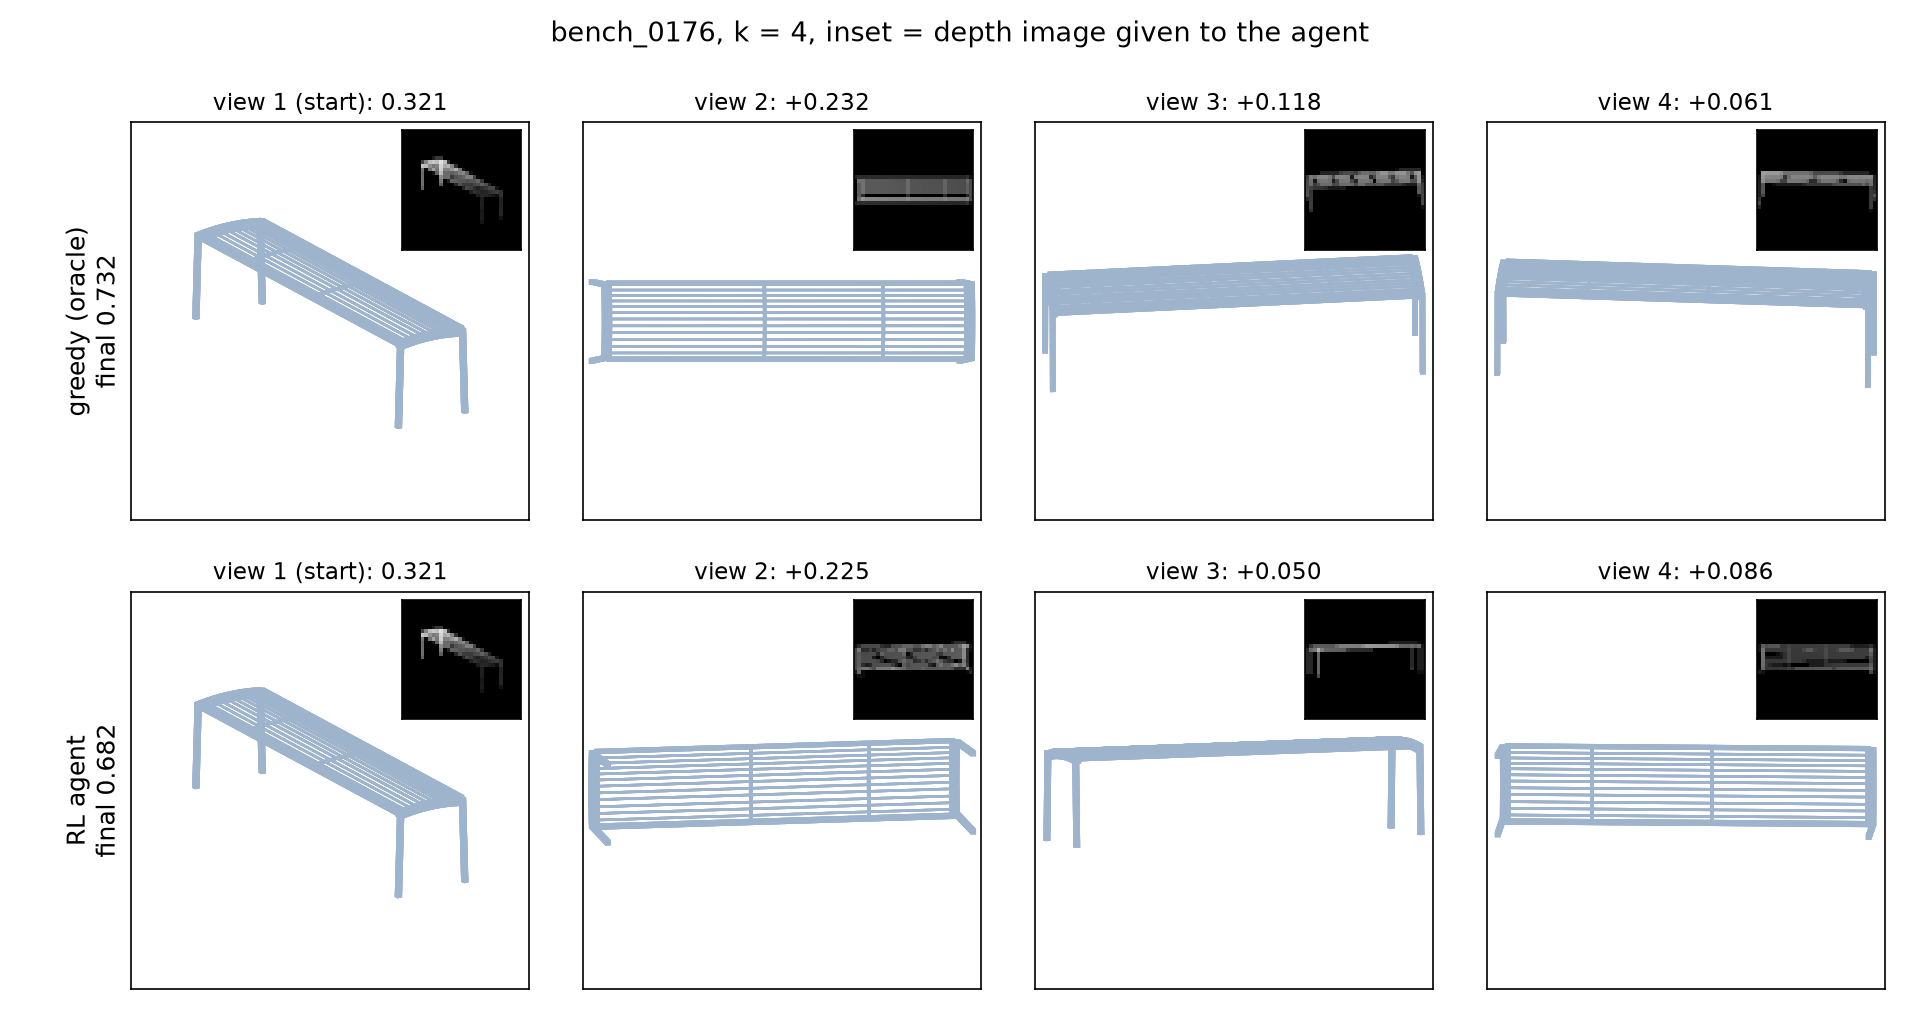 bench_0176, k = 4, inset = depth image given to the agent
view 1 (start): 0.321
view 2: +0.232
view 3: +0.118
view 4: +0.061
greedy (oracle)
final 0.732
view 1 (start): 0.321
view 2: +0.225
view 3: +0.050
view 4: +0.086
RL agent
final 0.682